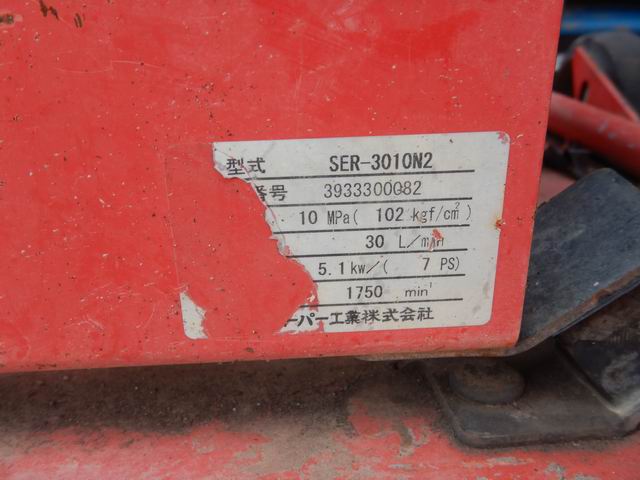 型式 SER-3010N2
番号 3933300082
10 MPa( 102 kgf/cm²)
30 L/min
5.1kw/( 7 PS)
1750 min⁻¹
ーパー工業株式会社